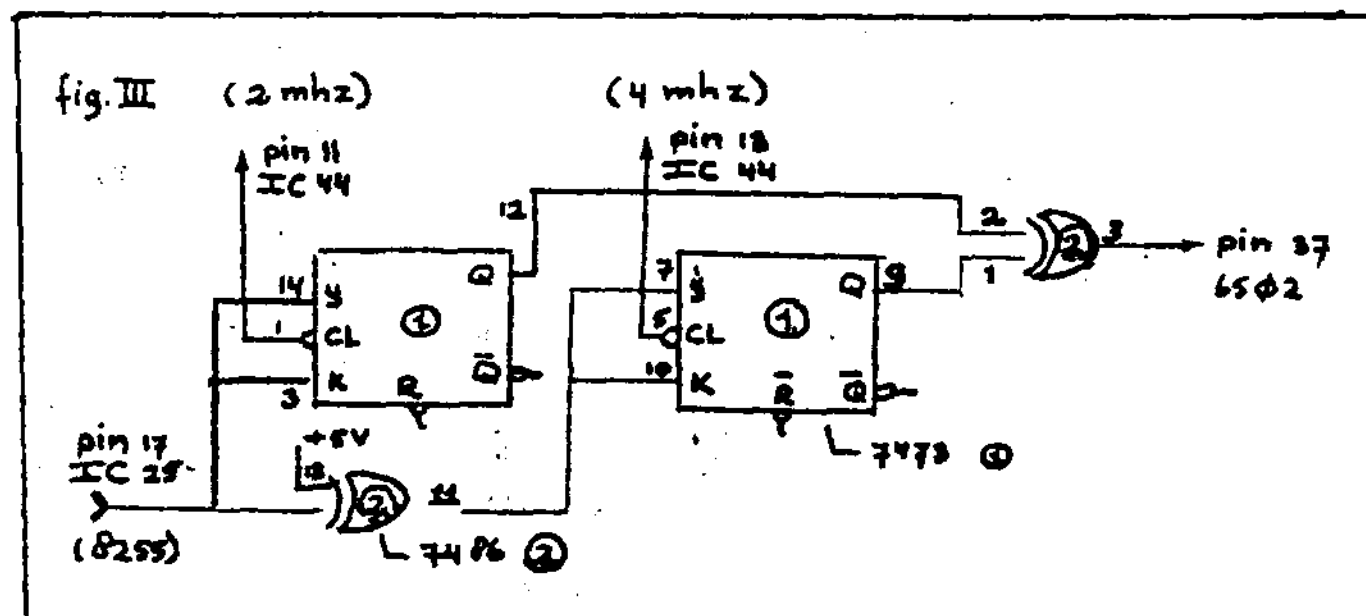 fig. III (2 mhz) (4 mhz)
pin 11
IC 44
pin 13
IC 44
12
2
2
3
1
pin 37
65φ2
14
J
Q
1
CL
1
3
K
R
Q̅
7
J
Q
9
5
CL
1
10
K
R̅
Q̅
7473 1
pin 17
IC 25
(8255)
+5V
13
2
11
7486 2